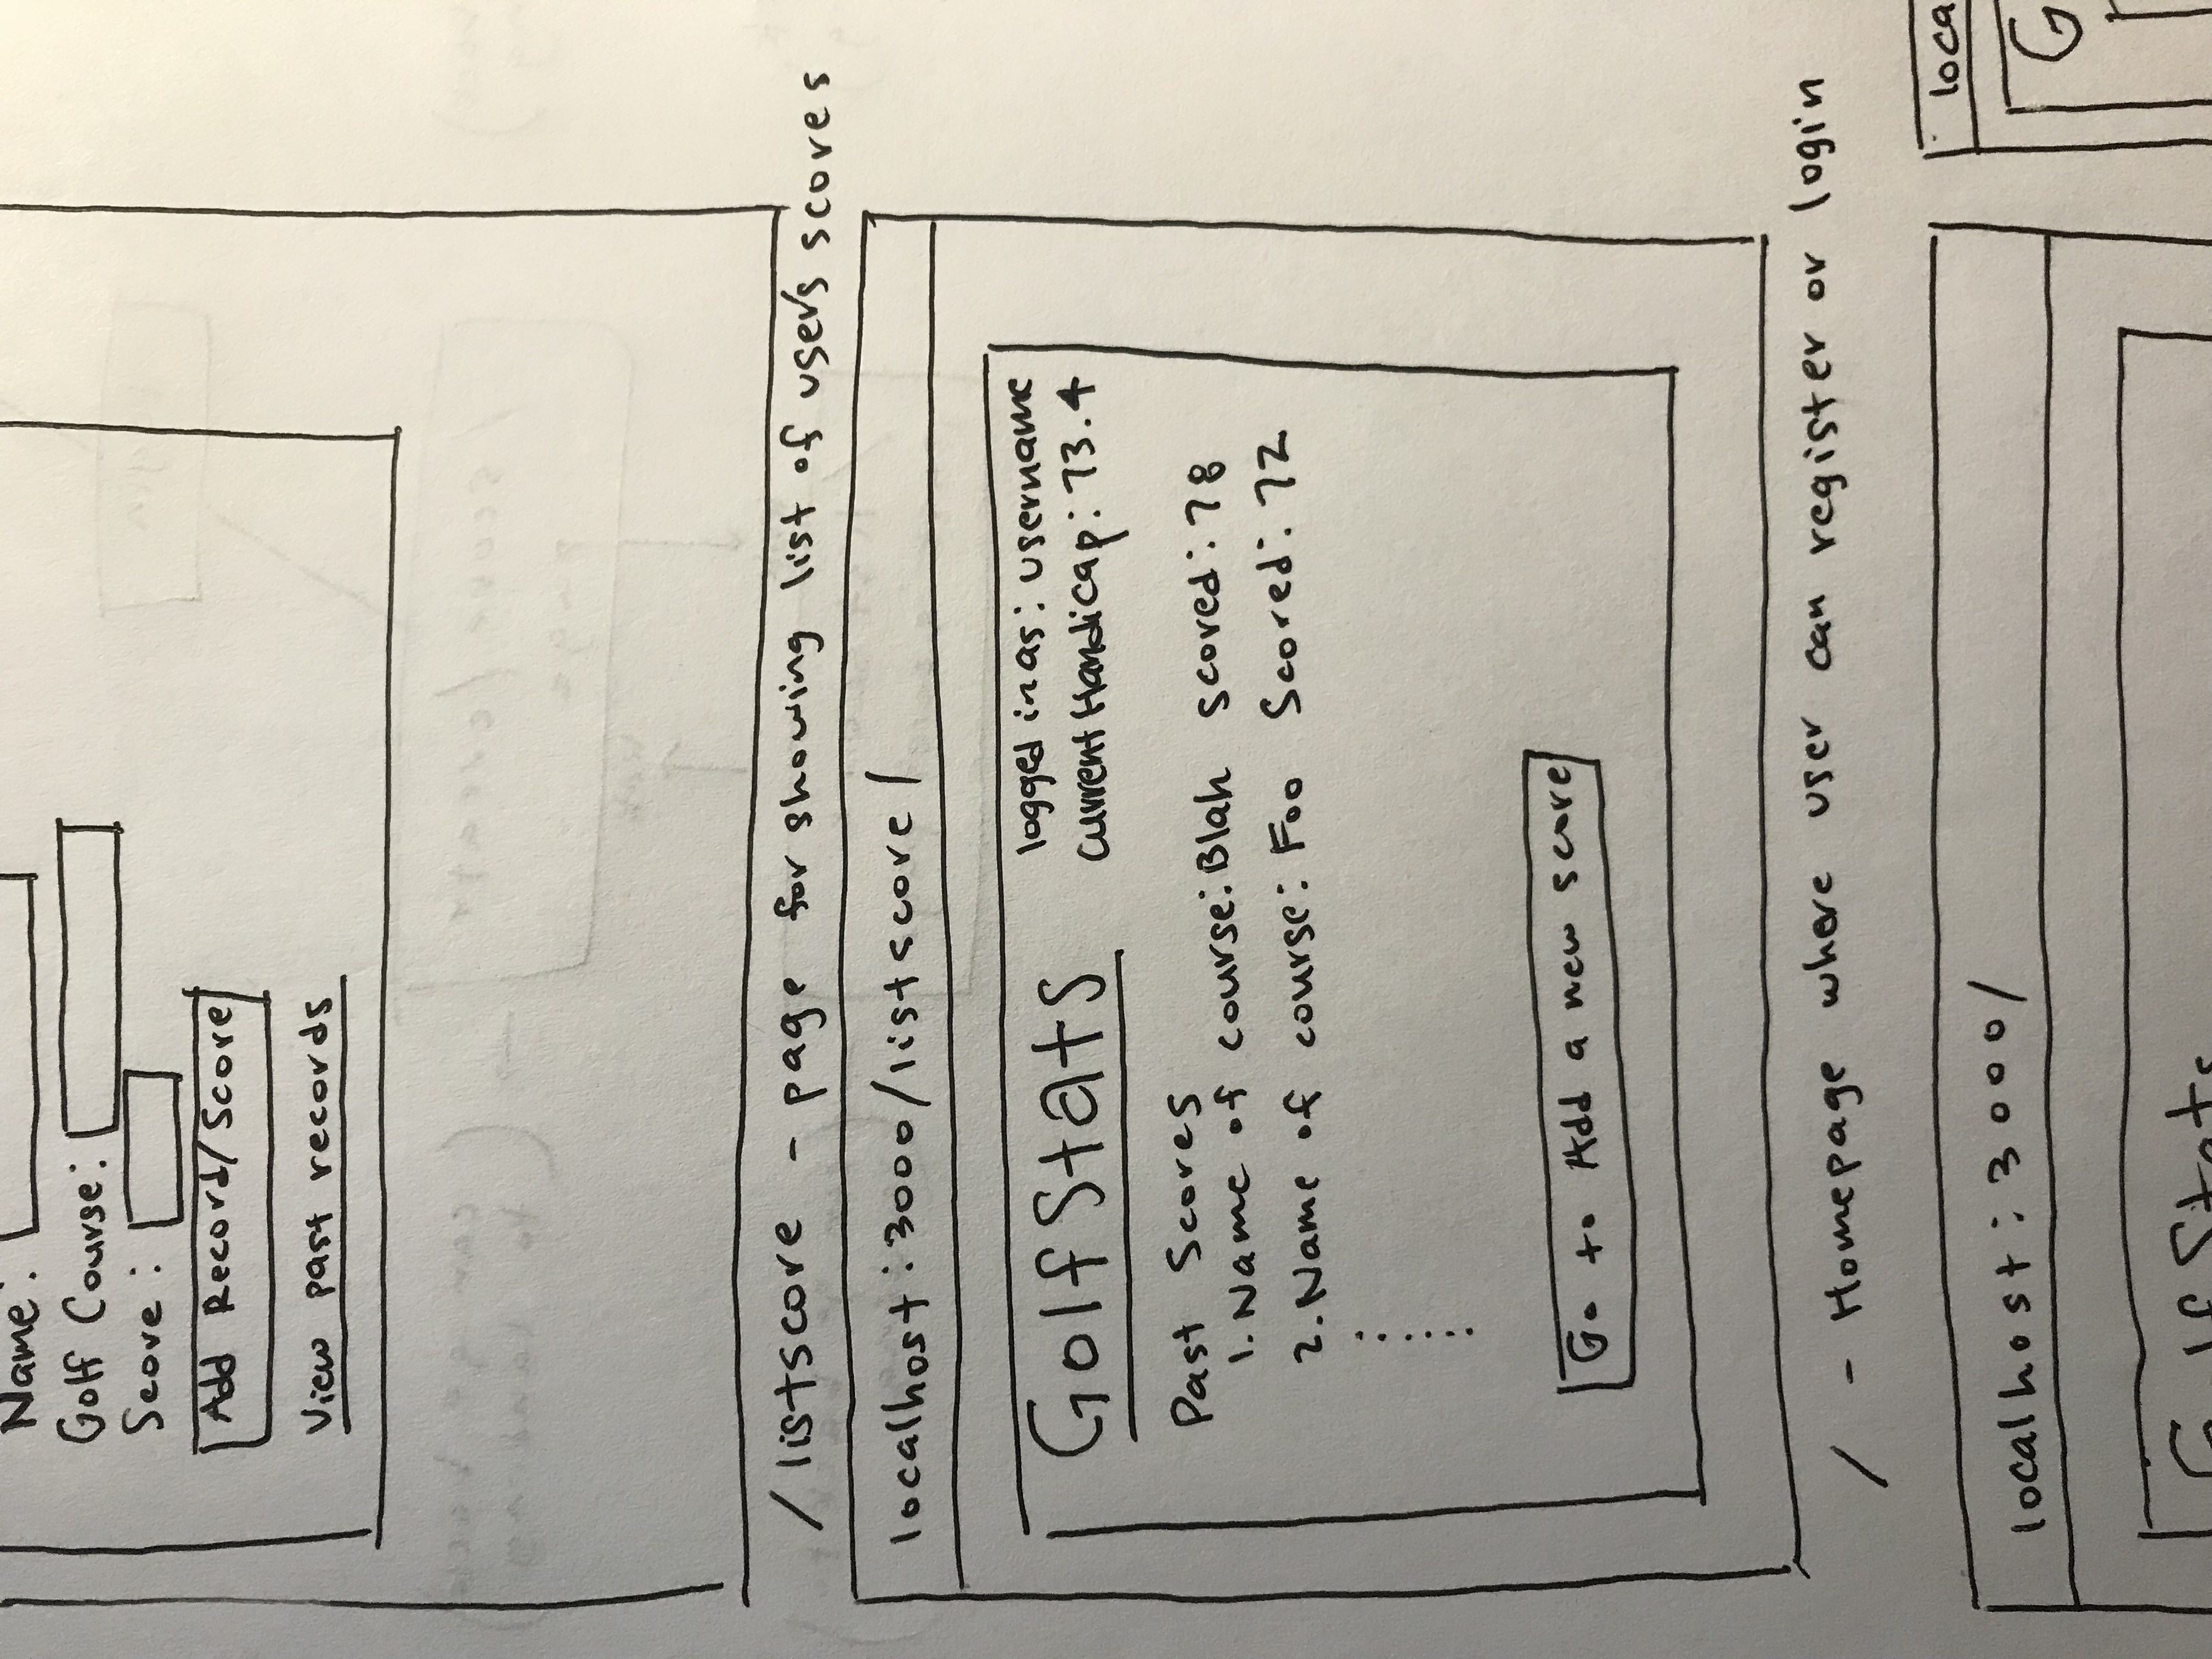 Name:
Golf Course:
Score:
Add Record/Score
View past records
/listscore - page for showing list of user's scores
localhost:3000/listscore/
GolfStats
logged in as: username
Current Handicap: 73.4
Past Scores
1. Name of course: Blah scored: 78
2. Name of course: Foo Scored: 72
Go to Add a new score
/ - Homepage where user can register or login
localhost:3000/
loca
GolfStats
G